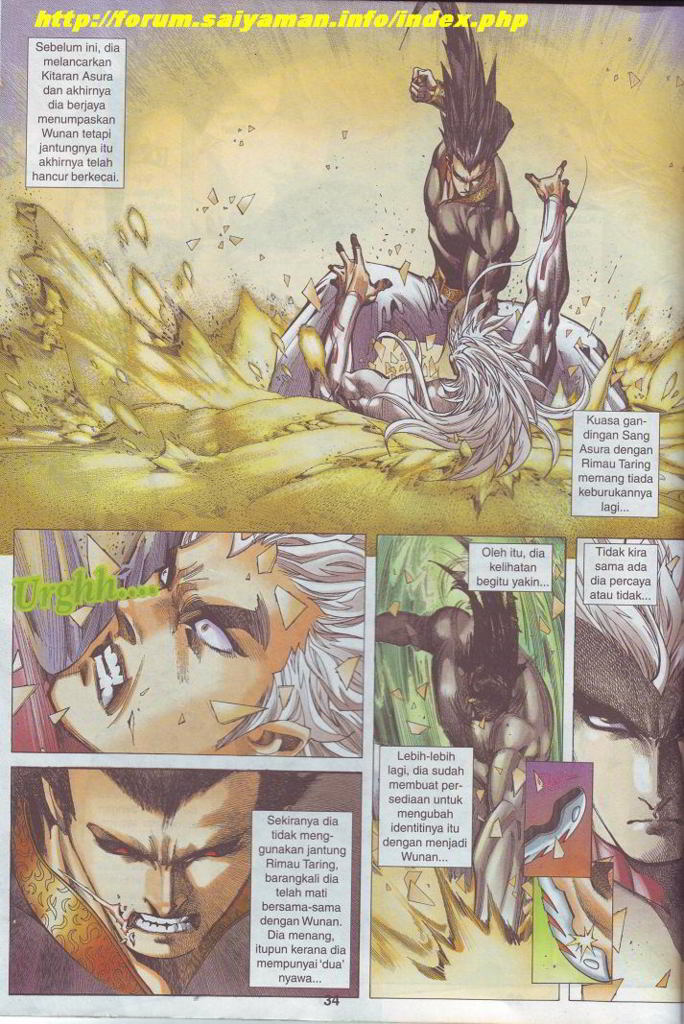 http://forum.saiyaman.info/index.php
Sebelum ini, dia
melancarkan
Kitaran Asura
dan akhirnya
dia berjaya
menumpaskan
Wunan tetapi
jantungnya itu
akhirnya telah
hancur berkecai.
Kuasa gan-
dingan Sang
Asura dengan
Rimau Taring
memang tiada
keburukannya
lagi...
Urghh....
Oleh itu, dia
kelihatan
begitu yakin...
Tidak kira
sama ada
dia percaya
atau tidak...
Lebih-lebih
lagi, dia sudah
membuat per-
sediaan untuk
mengubah
identitinya itu
dengan menjadi
Wunan...
Sekiranya
dia tidak meng-
gunakan jantung
Rimau Taring,
barangkali dia
telah mati
bersama-sama
dengan Wunan.
Dia menang,
itupun kerana dia
mempunyai ‘dua’
nyawa...
34